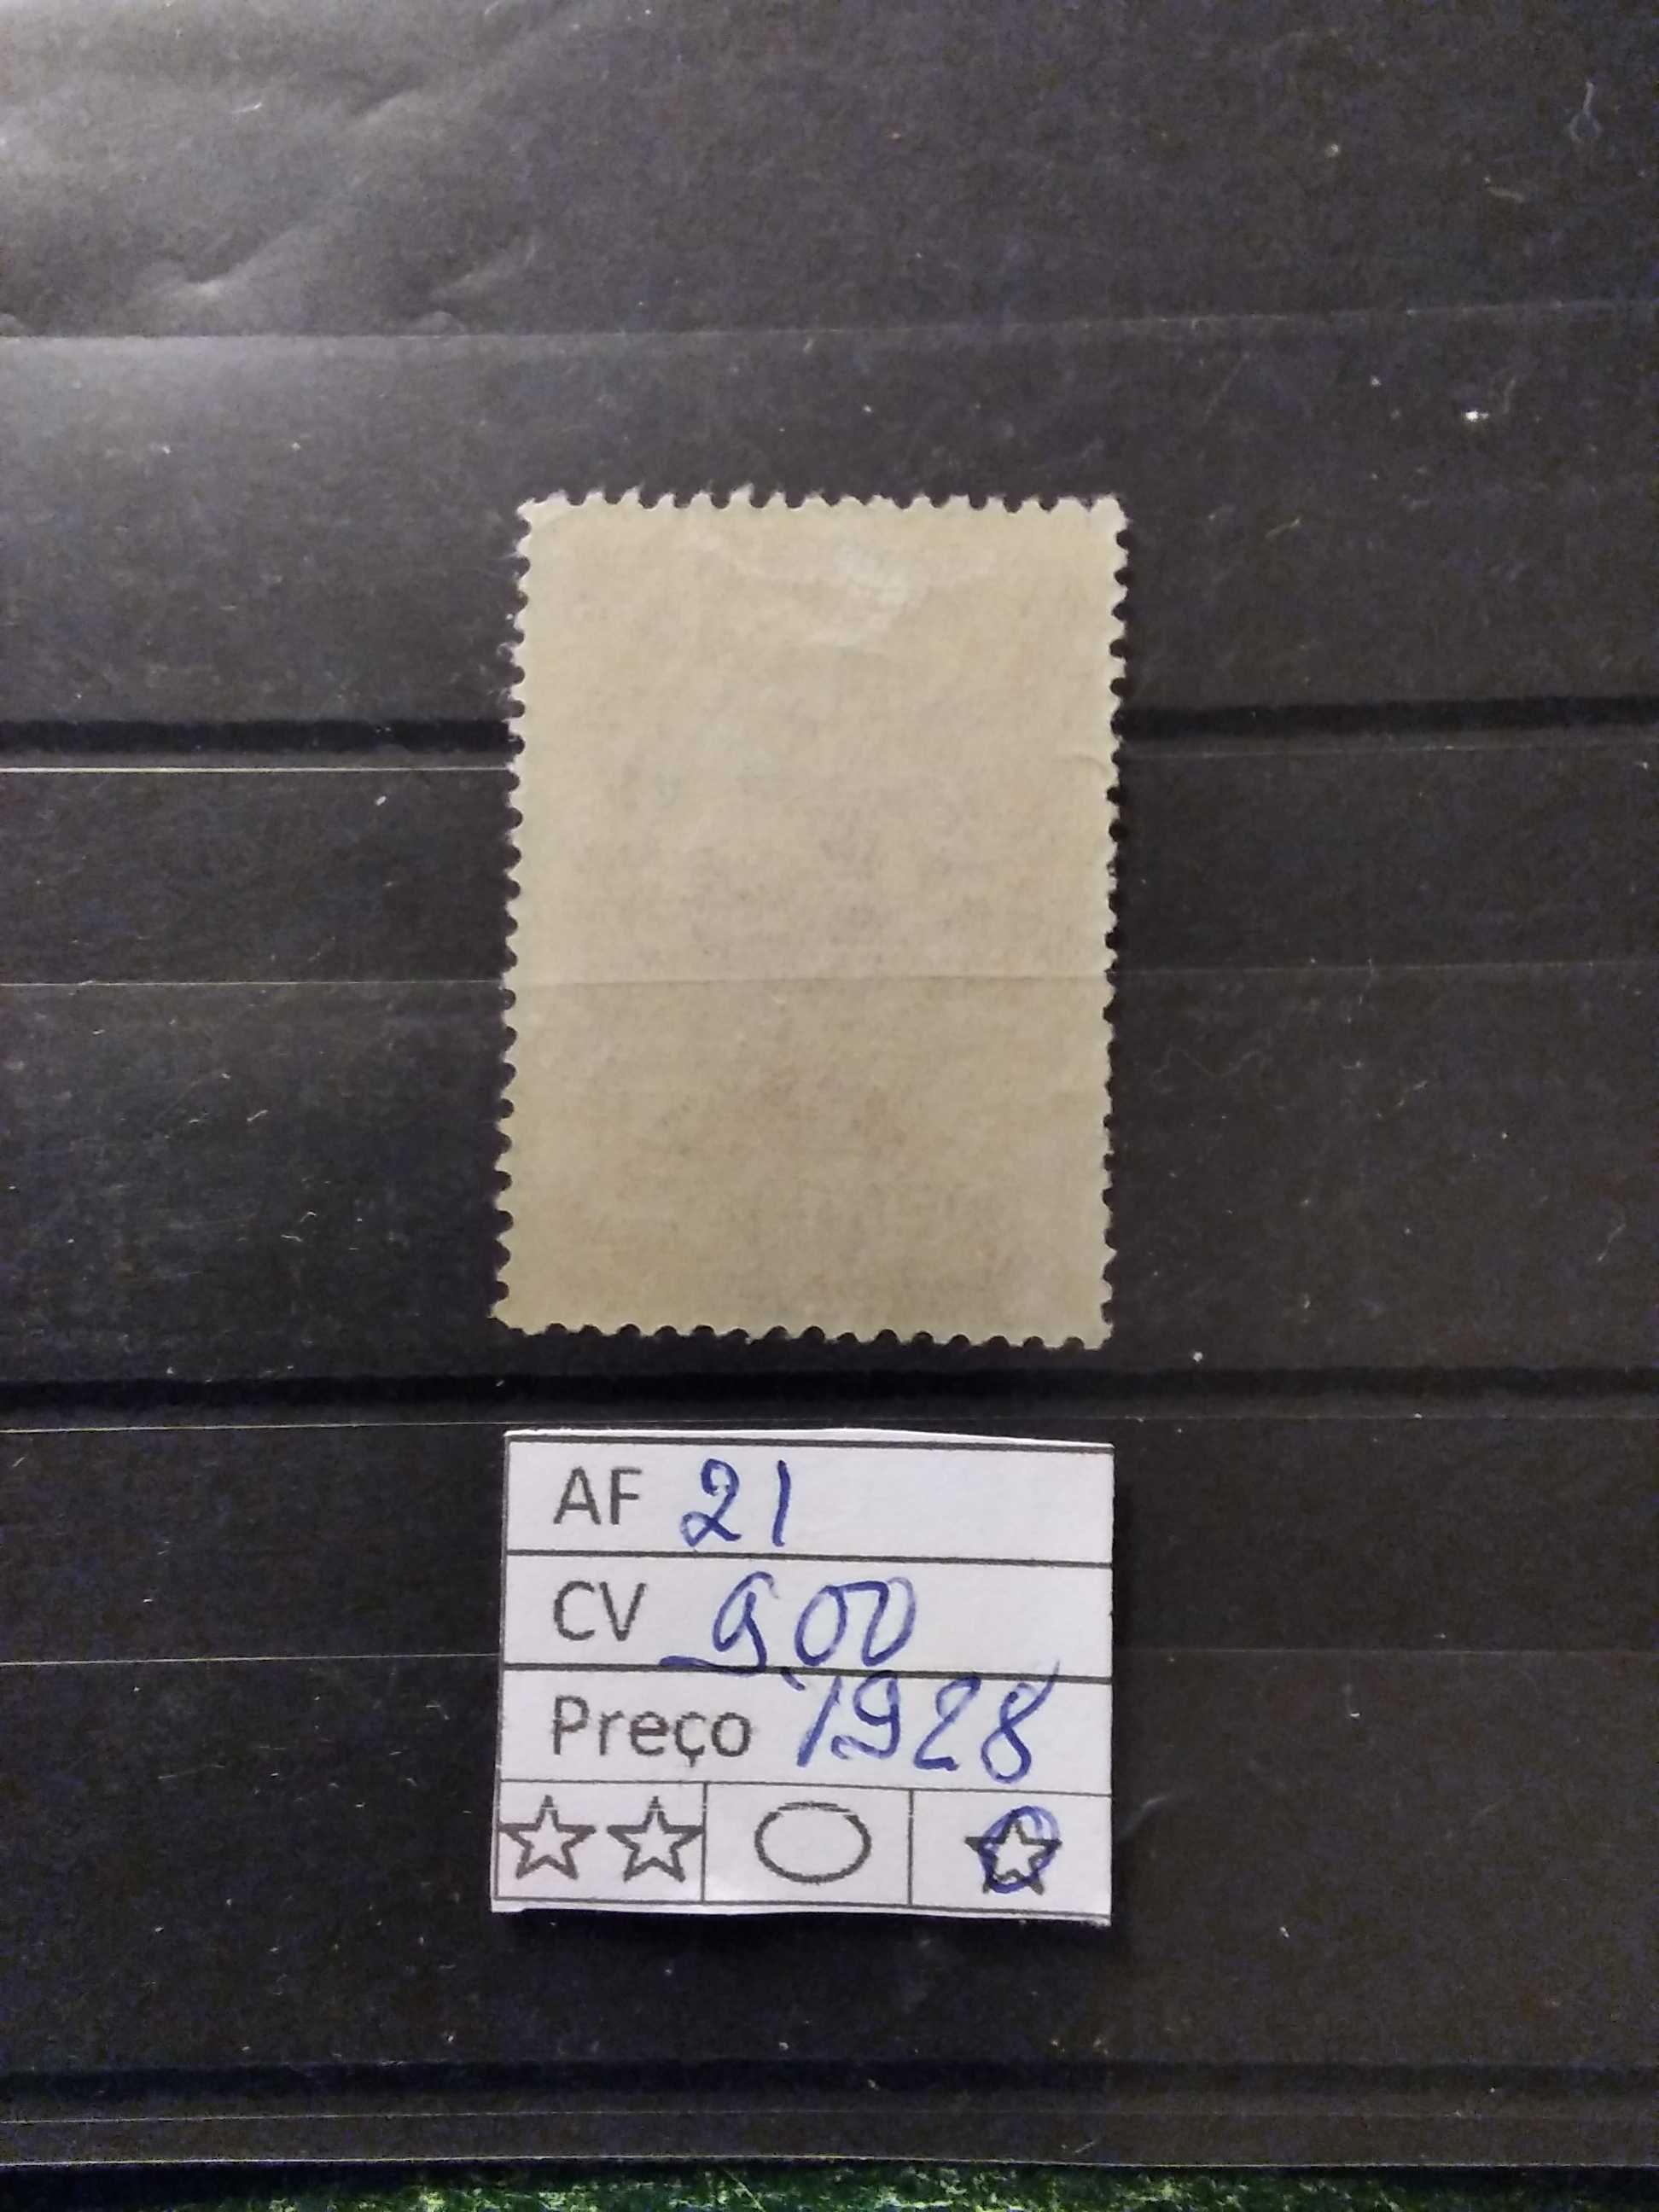 AF 21
CV 9.00
Preço 1928